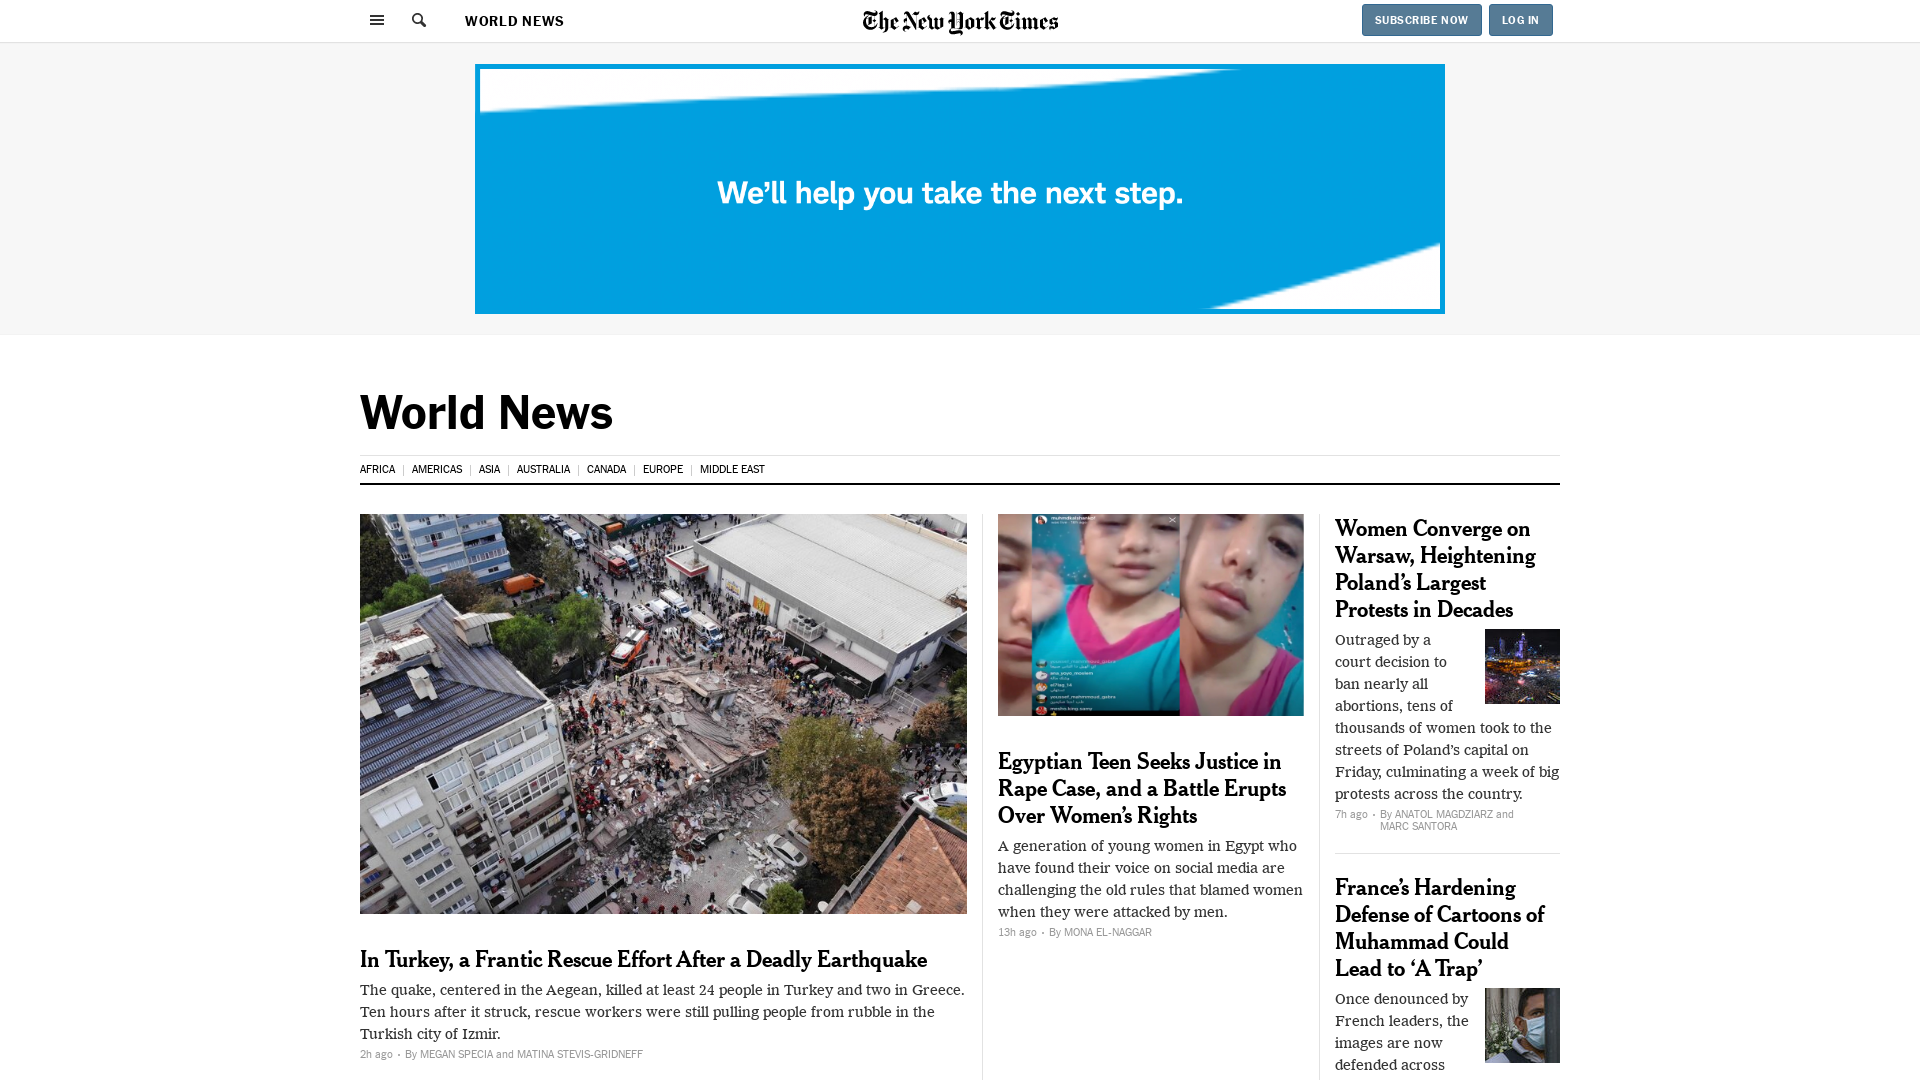 WORLD NEWS
The New York Times
SUBSCRIBE NOW
LOG IN
We'll help you take the next step.
World News
AFRICA
AMERICAS
ASIA
AUSTRALIA
CANADA
EUROPE
MIDDLE EAST
In Turkey, a Frantic Rescue Effort After a Deadly Earthquake
The quake, centered in the Aegean, killed at least 24 people in Turkey and two in Greece.
Ten hours after it struck, rescue workers were still pulling people from rubble in the
Turkish city of Izmir.
2h ago • By MEGAN SPECIA and MATINA STEVIS-GRIDNEFF
Egyptian Teen Seeks Justice in
Rape Case, and a Battle Erupts
Over Women's Rights
A generation of young women in Egypt who
have found their voice on social media are
challenging the old rules that blamed women
when they were attacked by men.
13h ago • By MONA EL-NAGGAR
Women Converge on
Warsaw, Heightening
Poland's Largest
Protests in Decades
Outraged by a
court decision to
ban nearly all
abortions, tens of
thousands of women took to the
streets of Poland's capital on
Friday, culminating a week of big
protests across the country.
7h ago • By ANATOL MAGDZIARZ and
MARC SANTORA
France's Hardening
Defense of Cartoons of
Muhammad Could
Lead to 'A Trap'
Once denounced by
French leaders, the
images are now
defended across